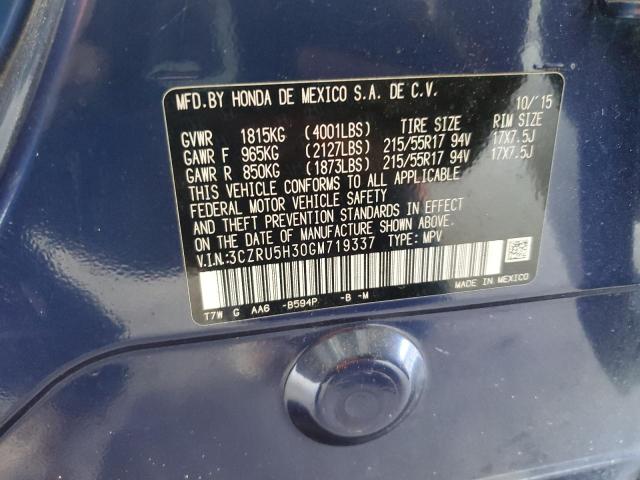 MFD.BY HONDA DE MEXICO S.A. DE C.V. 10/'15
GVWR 1815KG (4001LBS) TIRE SIZE RIM SIZE
GAWR F 965KG (2127LBS) 215/55R17 94V 17X7.5J
GAWR R 850KG (1873LBS) 215/55R17 94V 17X7.5J
THIS VEHICLE CONFORMS TO ALL APPLICABLE
FEDERAL MOTOR VEHICLE SAFETY
AND THEFT PREVENTION STANDARDS IN EFFECT
ON THE DATE OF MANUFACTURE SHOWN ABOVE.
V.I.N:3CZRU5H30GM719337 TYPE: MPV
T7W G AA6 -B594P -B -M MADE IN MEXICO